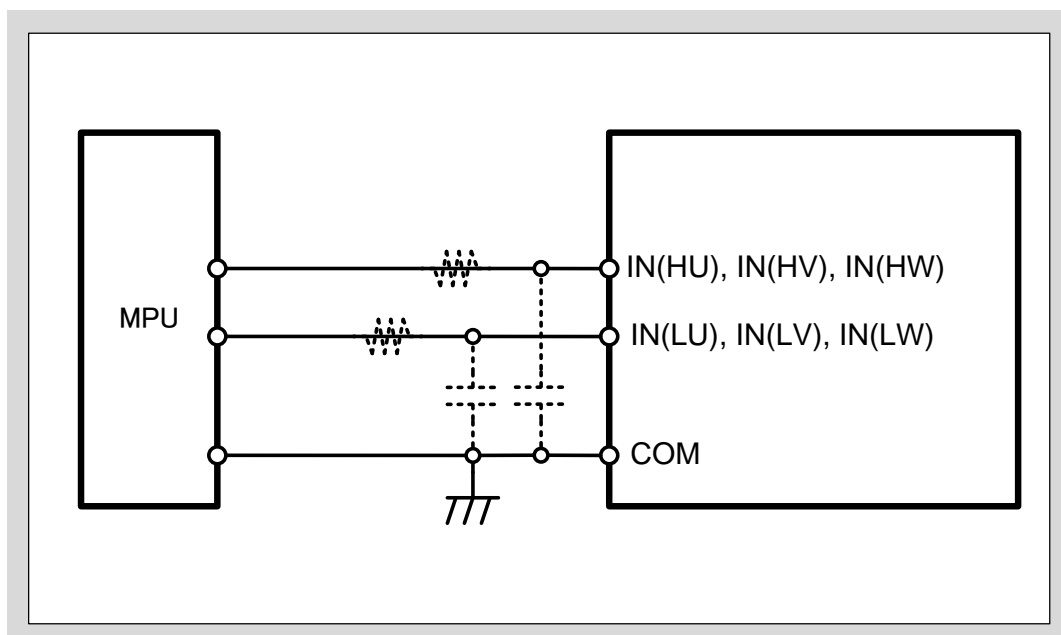 IN(HU), IN(HV), IN(HW)
MPU
IN(LU), IN(LV), IN(LW)
COM